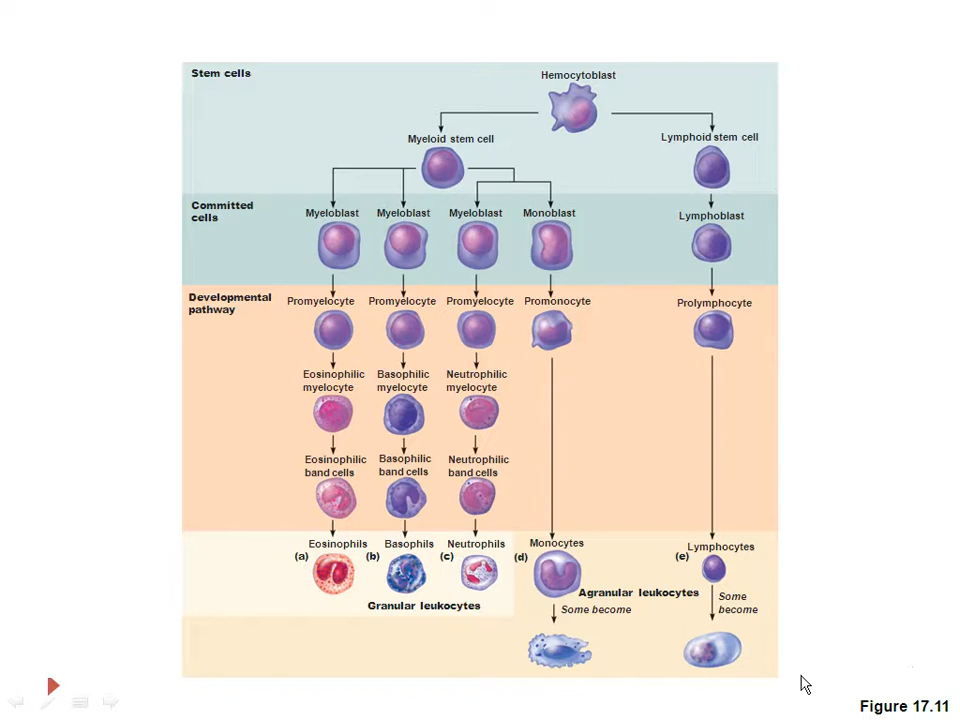 Stem cells
Hemocytoblast
Myeloid stem cell
Lymphoid stem cell
Committed
cells
Myeloblast
Myeloblast
Myeloblast
Monoblast
Lymphoblast
Developmental
pathway
Promyelocyte
Promyelocyte
Promyelocyte
Promonocyte
Prolymphocyte
Eosinophilic
myelocyte
Basophilic
myelocyte
Neutrophilic
myelocyte
Eosinophilic
band cells
Basophilic
band cells
Neutrophilic
band cells
Eosinophils
(a)
Basophils
(b)
Neutrophils
(c)
Monocytes
(d)
Lymphocytes
(e)
Granular leukocytes
Agranular leukocytes
Some become
Some
become
Figure 17.11